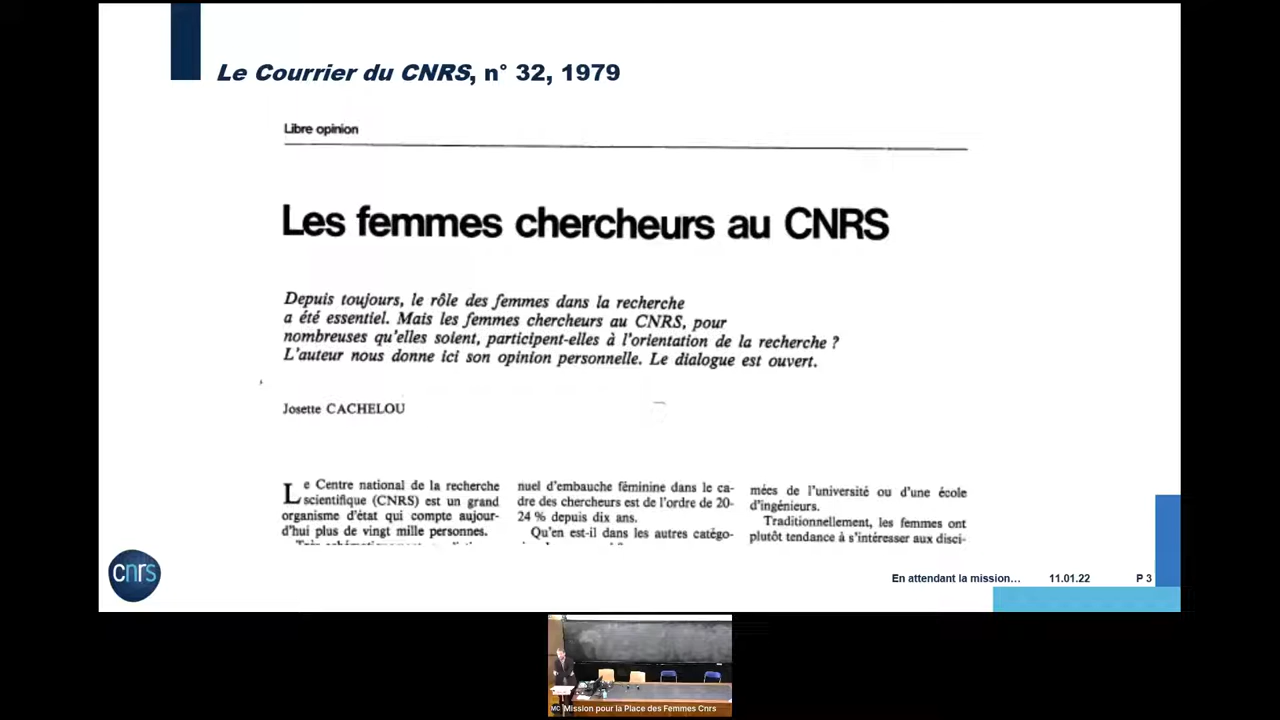 Le Courrier du CNRS, n° 32, 1979
Libre opinion
Les femmes chercheurs au CNRS
Depuis toujours, le rôle des femmes dans la recherche
a été essentiel. Mais les femmes chercheurs au CNRS, pour
nombreuses qu'elles soient, participent-elles à l'orientation de la recherche ?
L'auteur nous donne ici son opinion personnelle. Le dialogue est ouvert.
Josette CACHELOU
Le Centre national de la recherche
scientifique (CNRS) est un grand
organisme d'état qui compte aujour-
d'hui plus de vingt mille personnes.
nuel d'embauche féminine dans le ca-
dre des chercheurs est de l'ordre de 20-
24 % depuis dix ans.
Qu'en est-il dans les autres catégo-
mées de l'université ou d'une école
d'ingénieurs.
Traditionnellement, les femmes ont
plutôt tendance à s'intéresser aux disci-
cnrs
En attendant la mission... 11.01.22 P 3
MC Mission pour la Place des Femmes Cnrs